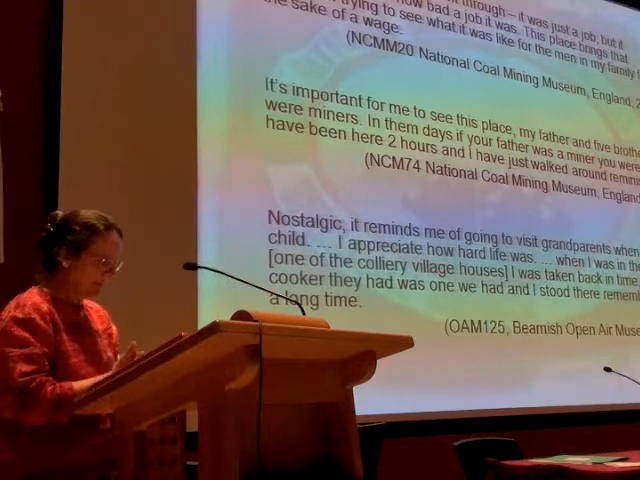 through – it was just a job, but it
trying to see what it was like for the men in my family
how bad a job it was. This place brings that
the sake of a wage.
(NCMM20 National Coal Mining Museum, England, 2
It's important for me to see this place, my father and five brothe
were miners. In them days if your father was a miner you were
have been here 2 hours and I have just walked around remini
(NCM74 National Coal Mining Museum, England
Nostalgic, it reminds me of going to visit grandparents when
child. ... I appreciate how hard life was. ... when I was in the
[one of the colliery village houses] I was taken back in time,
cooker they had was one we had and I stood there rememb
a long time.
(OAM125, Beamish Open Air Muse